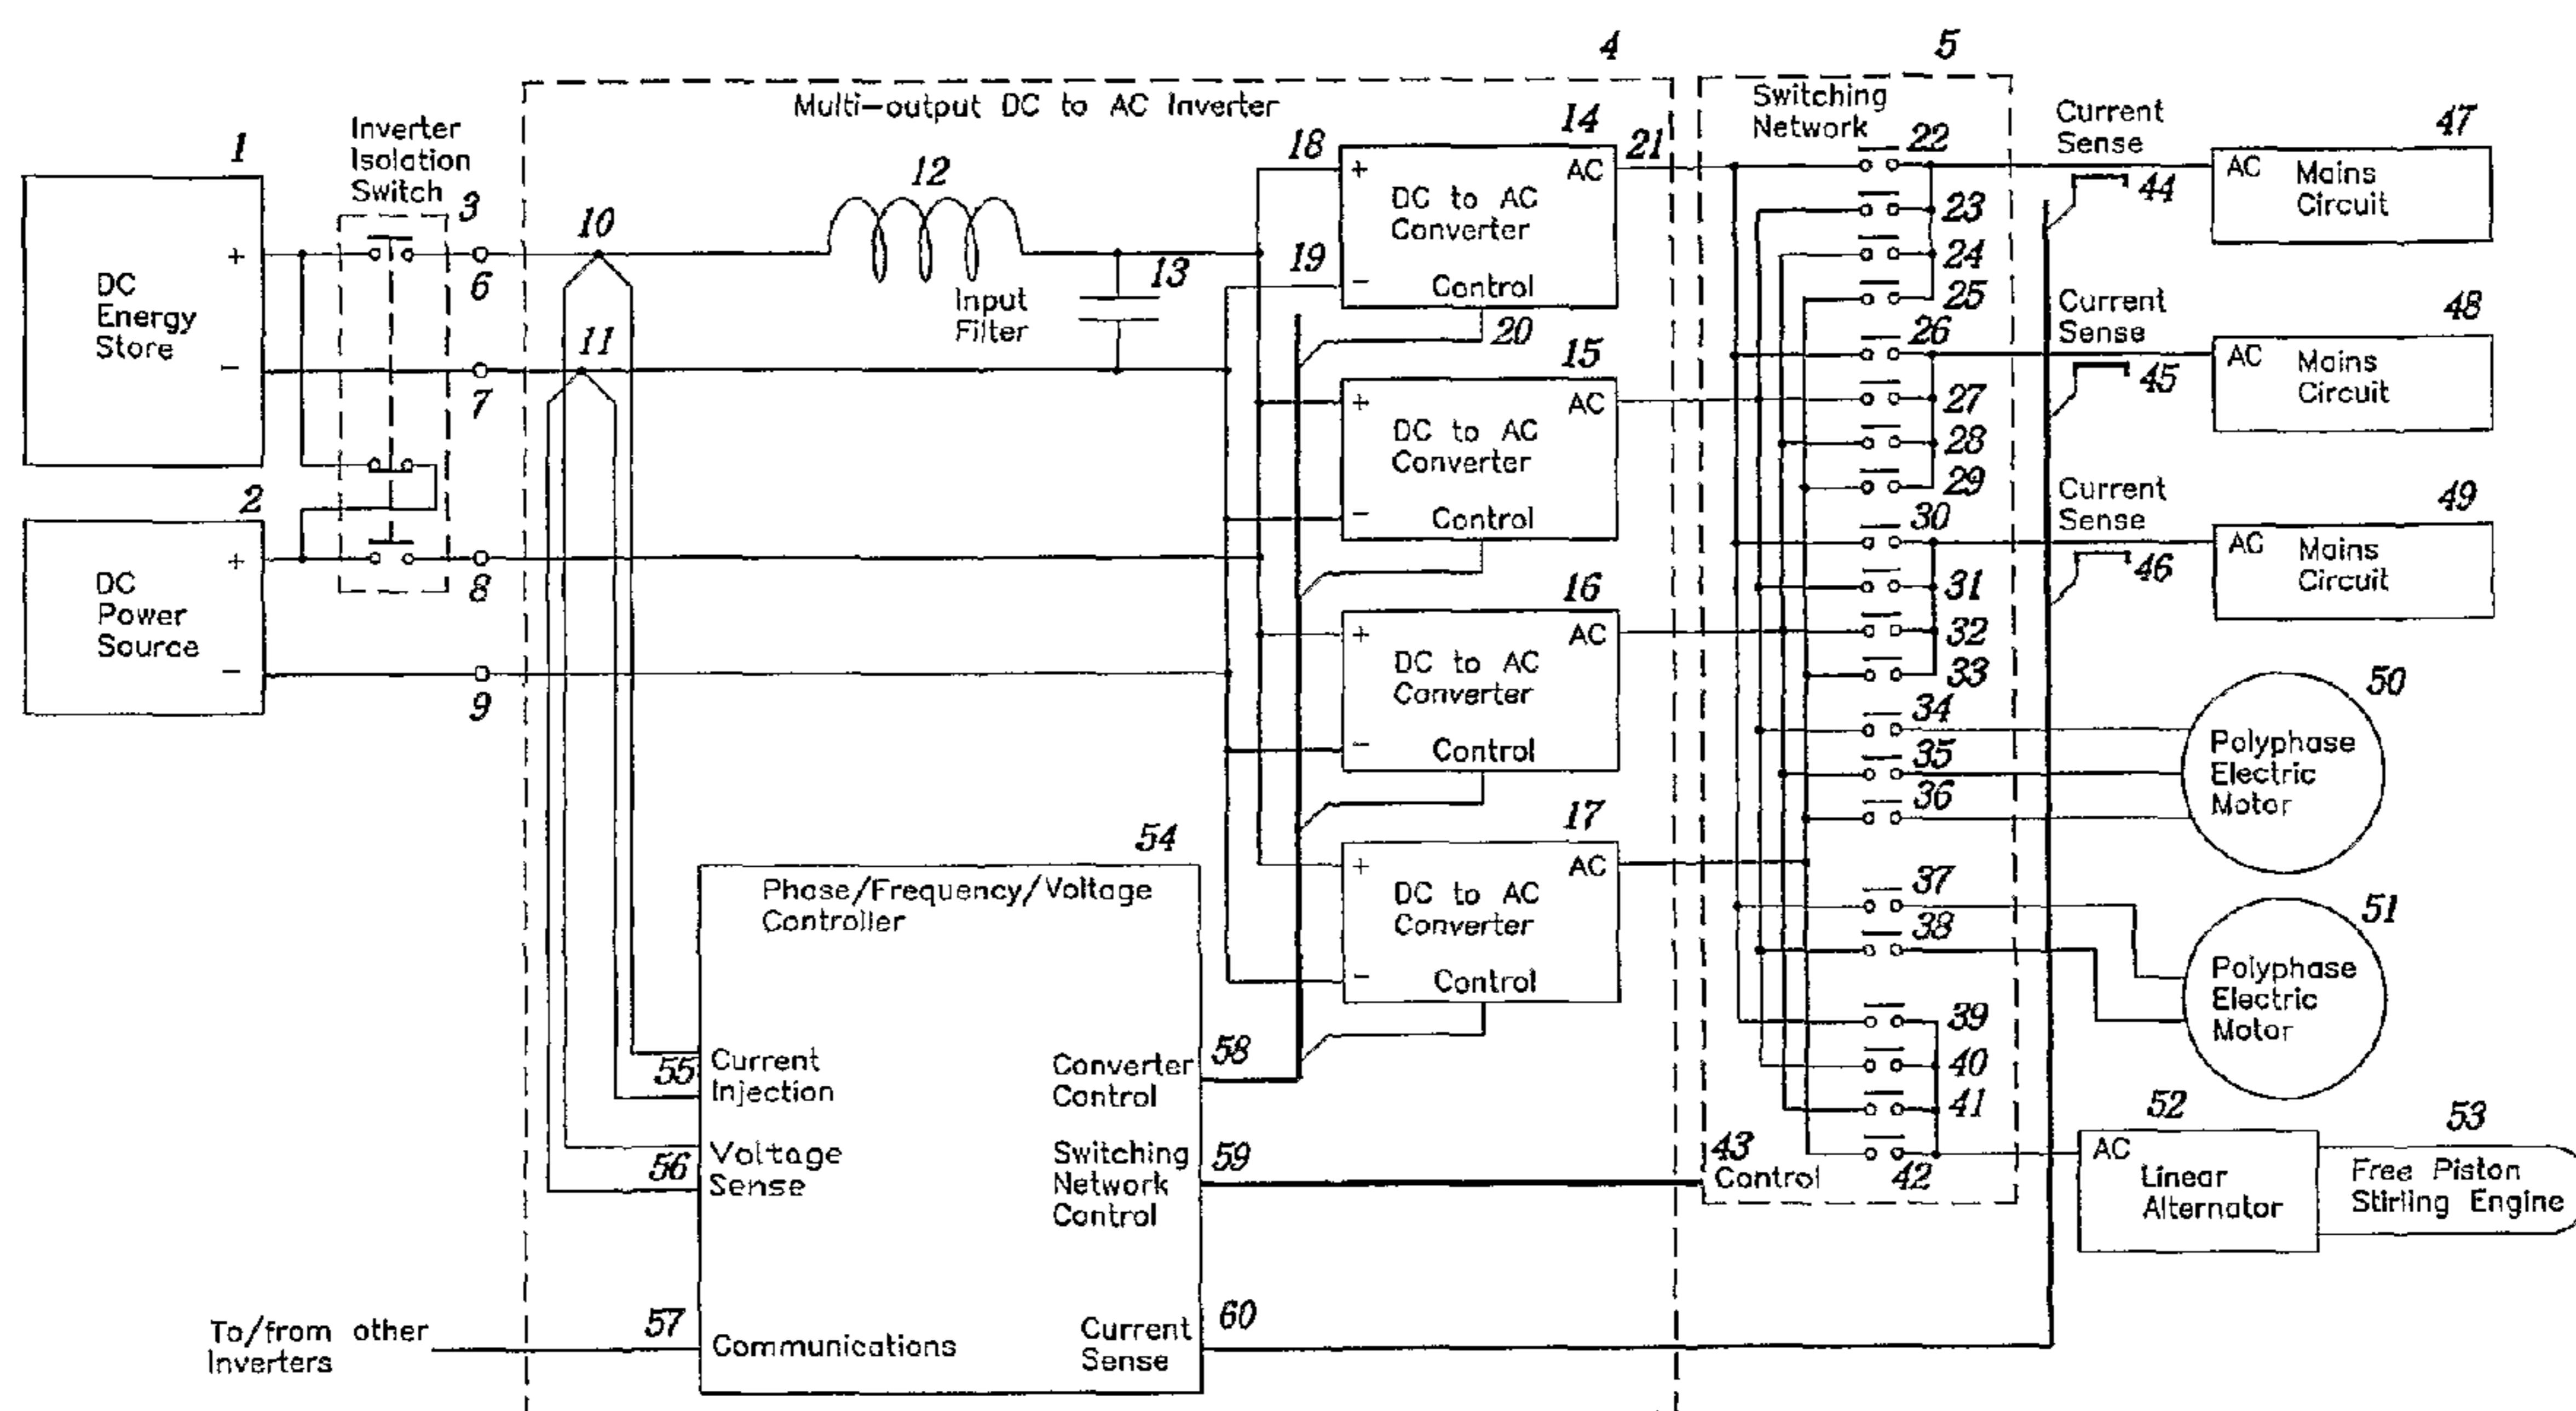 4
5
Multi-output DC to AC Inverter
Switching
Network
1
Inverter
Isolation
Switch
3
DC
Energy
Store
+
-
6
7
10
11
12
Input
Filter
13
18
19
14
+
AC
DC to AC
Converter
-
Control
20
21
22
23
24
25
Current
Sense
44
47
AC
Mains
Circuit
15
+
AC
DC to AC
Converter
-
Control
26
27
28
29
Current
Sense
45
48
AC
Mains
Circuit
2
DC
Power
Source
+
-
8
9
16
+
AC
DC to AC
Converter
-
Control
30
31
32
33
Current
Sense
46
49
AC
Mains
Circuit
34
35
36
50
Polyphase
Electric
Motor
17
+
AC
DC to AC
Converter
-
Control
37
38
51
Polyphase
Electric
Motor
39
40
41
42
43
Control
52
AC
Linear
Alternator
53
Free Piston
Stirling Engine
54
Phase/Frequency/Voltage
Controller
55
Current
Injection
56
Voltage
Sense
Converter
Control
58
Switching
Network
Control
59
To/from other
Inverters
57
Communications
Current
Sense
60